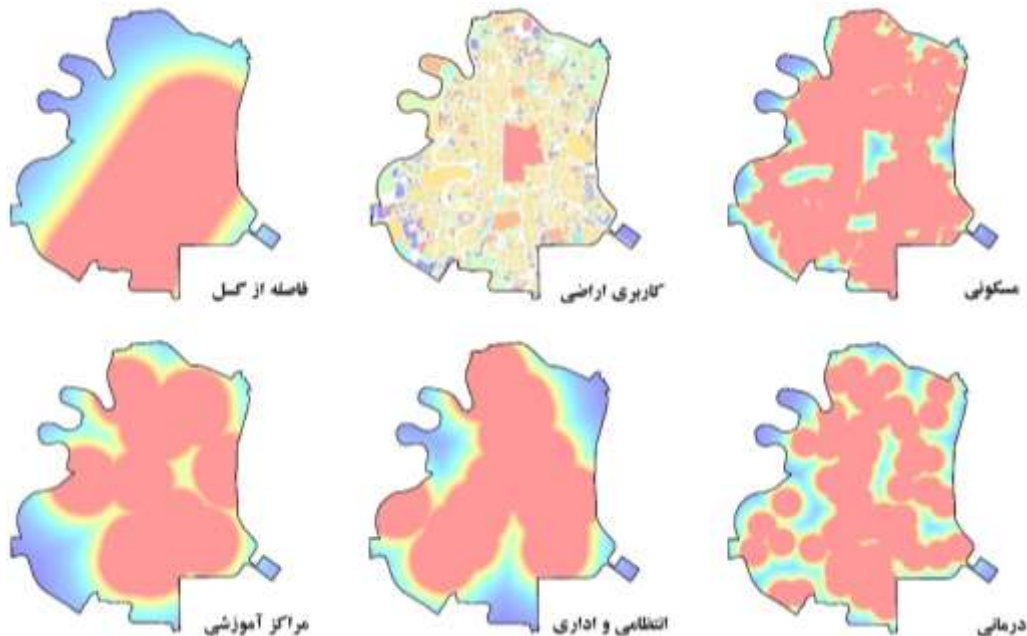 مسکونی
کاربری اراضی
فاصله از گسل
درمانی
انتظامی و اداری
مراکز آموزشی